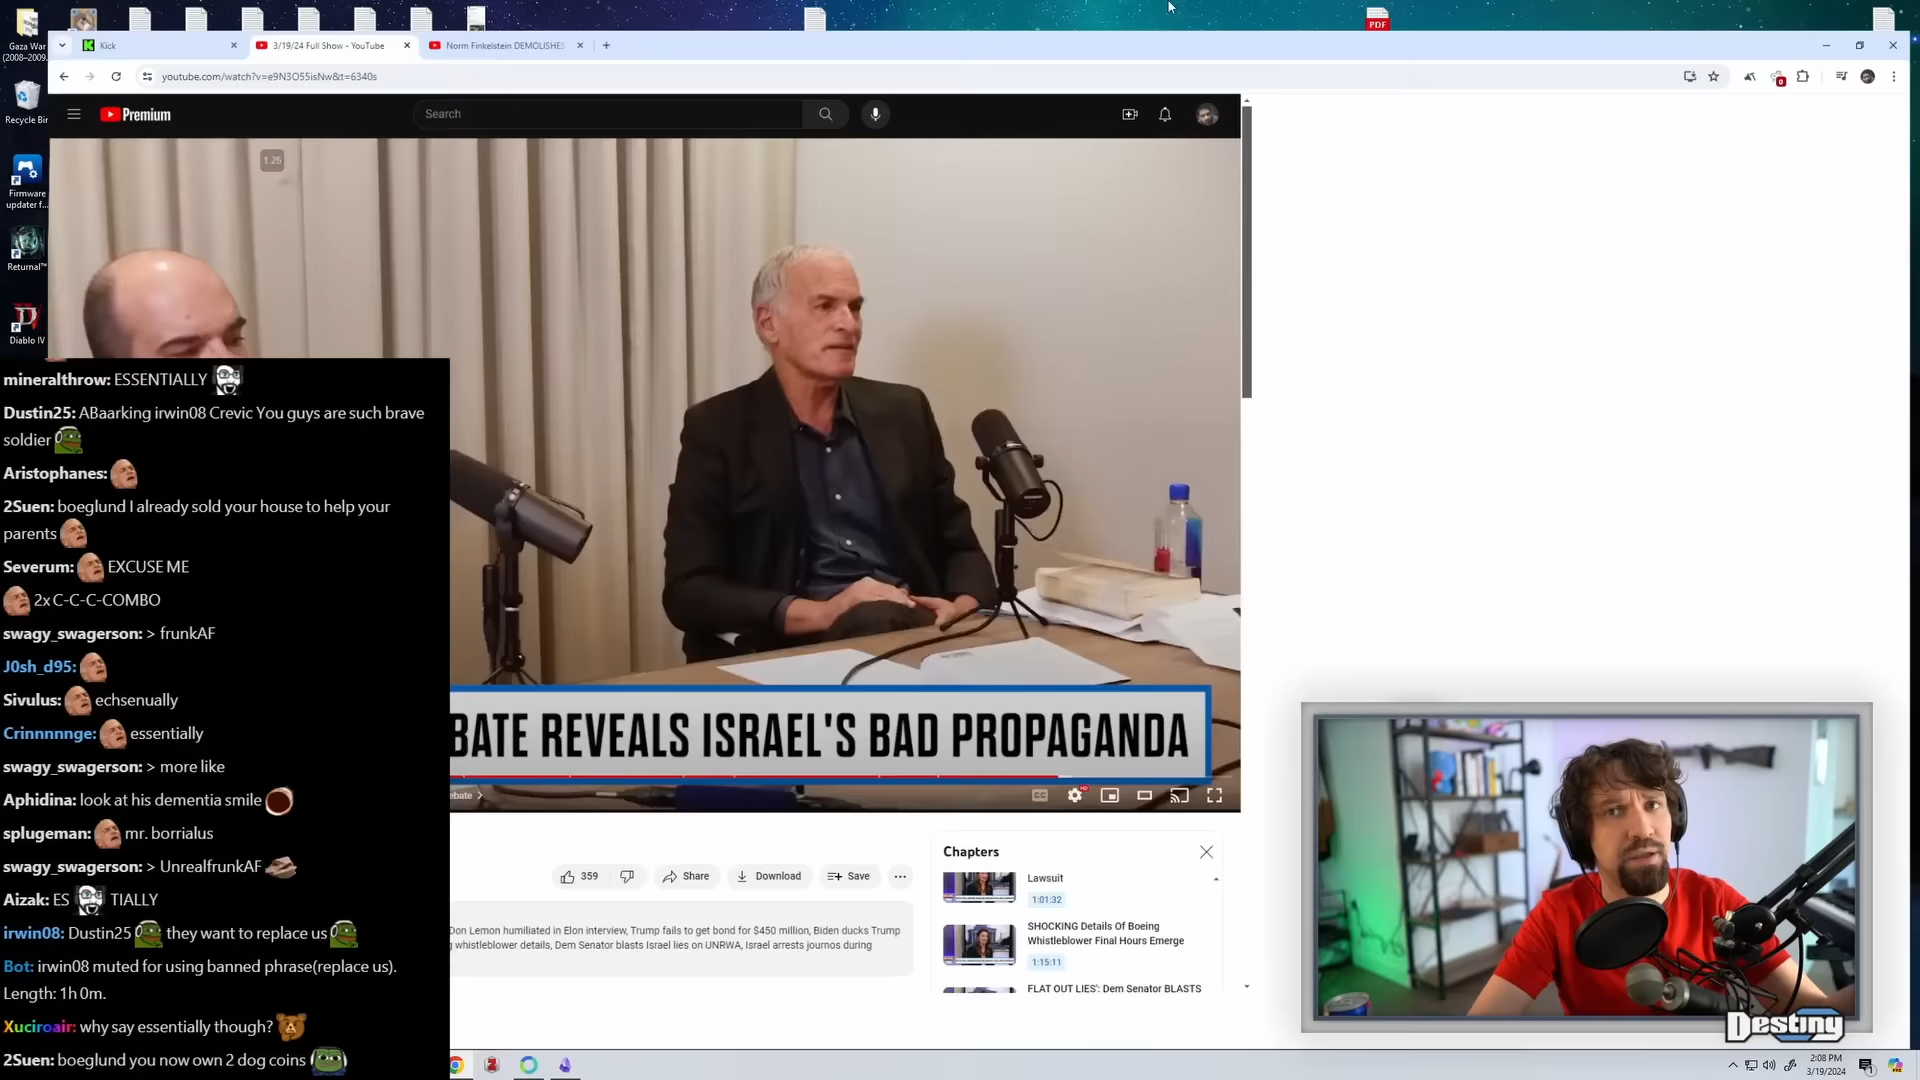 Gaza War
(2008–2009...
Recycle Bin
Firmware
updater f...
Returnal™
Diablo IV
PDF
Kick
3/19/24 Full Show - YouTube
Norm Finkelstein DEMOLISHES
youtube.com/watch?v=e9N3O55isNw&t=6340s
0
Premium
Search
1.25
mineralthrow: ESSENTIALLY
Dustin25: ABaarking irwin08 Crevic You guys are such brave
soldier
Aristophanes:
2Suen: boeglund I already sold your house to help your
parents
Severum: EXCUSE ME
2x C-C-C-COMBO
swagy_swagerson: > frunkAF
J0sh_d95:
Sivulus: echsenually
Crinnnnnge: essentially
swagy_swagerson: > more like
Aphidina: look at his dementia smile
splugeman: mr. borrialus
swagy_swagerson: > UnrealfrunkAF
Aizak: ES TIALLY
irwin08: Dustin25 they want to replace us
Bot: irwin08 muted for using banned phrase(replace us).
Length: 1h 0m.
Xuciroair: why say essentially though?
2Suen: boeglund you now own 2 dog coins
BATE REVEALS ISRAEL'S BAD PROPAGANDA
ebate >
CC
HD
359
Share
Download
Save
Don Lemon humiliated in Elon interview, Trump fails to get bond for $450 million, Biden ducks Trump
whistleblower details, Dem Senator blasts Israel lies on UNRWA, Israel arrests journos during
Chapters
Lawsuit
1:01:32
SHOCKING Details Of Boeing
Whistleblower Final Hours Emerge
1:15:11
FLAT OUT LIES': Dem Senator BLASTS
Destiny
2:08 PM
3/19/2024
1